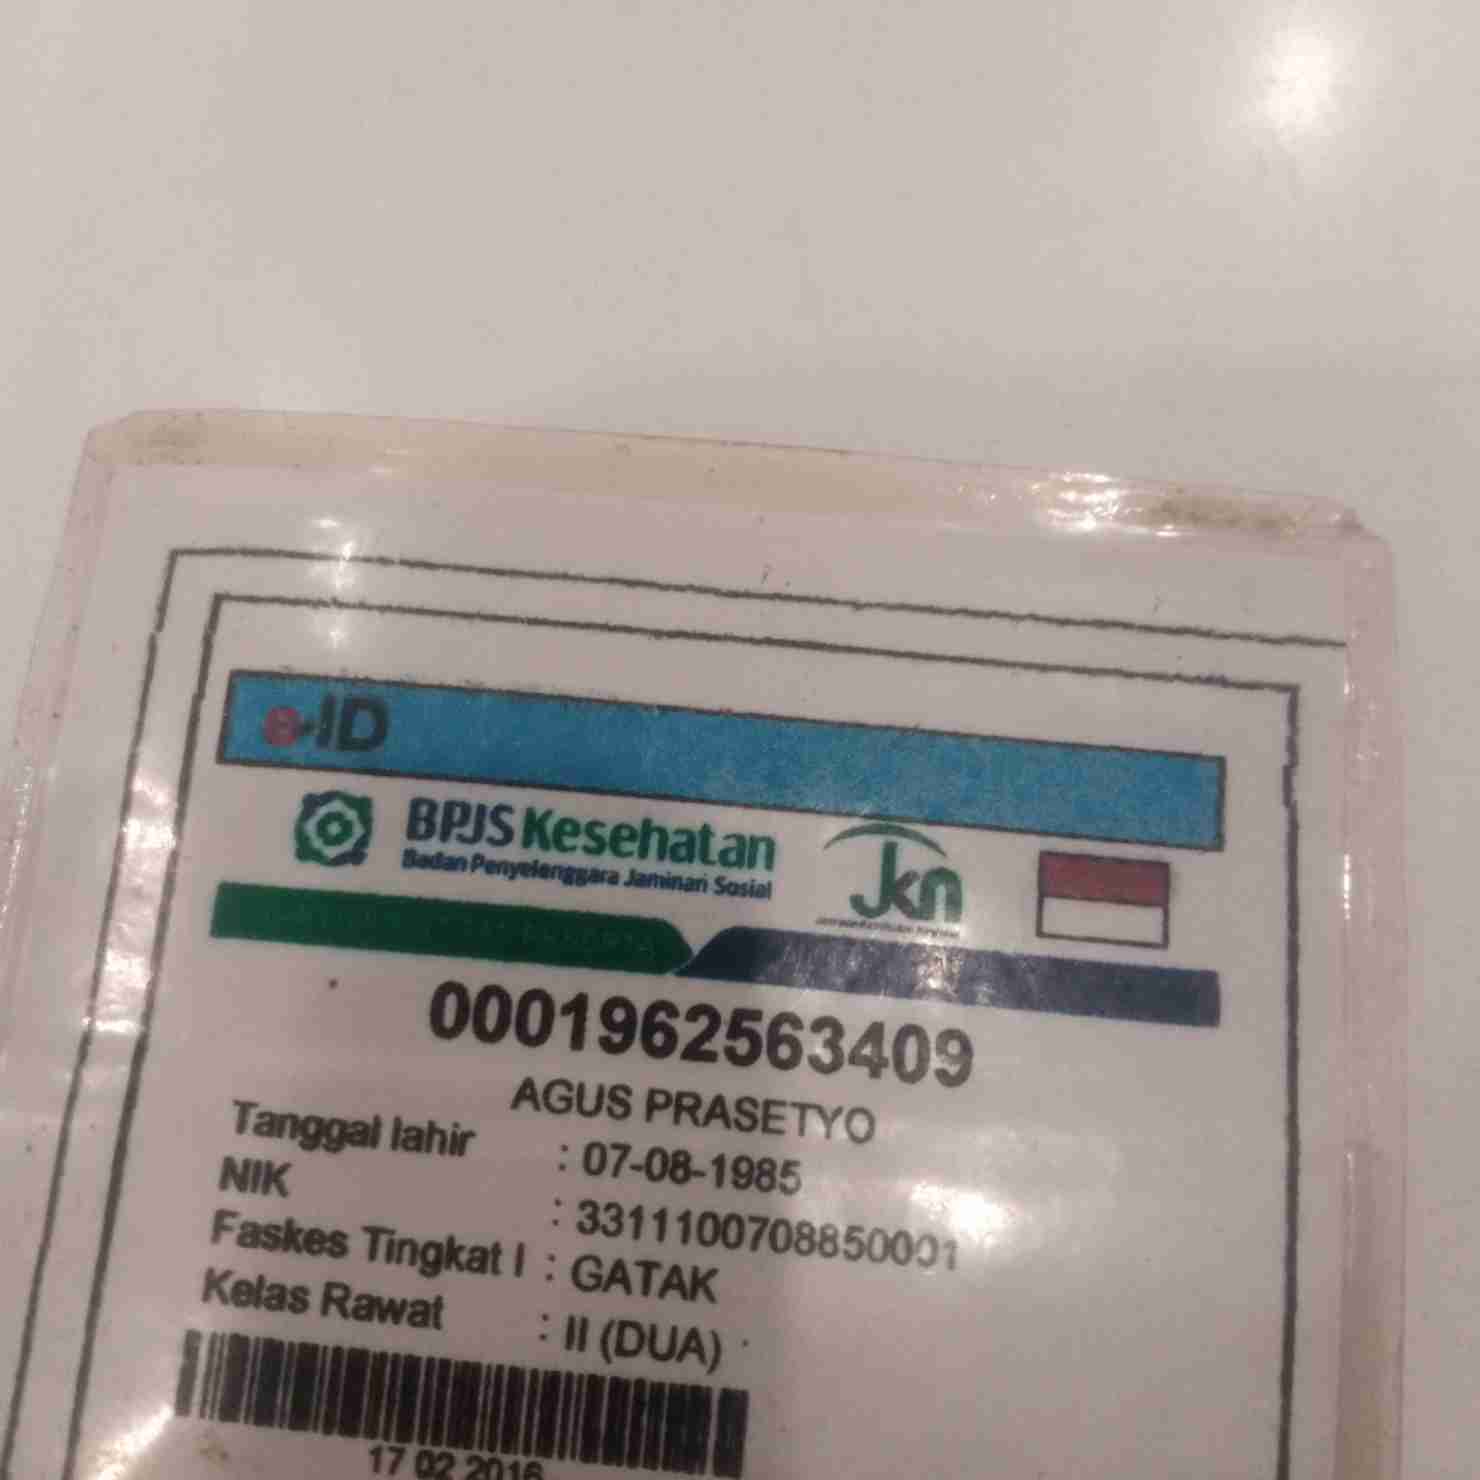 e-ID
BPJS Kesehatan
Badan Penyelenggara Jaminan Sosial
Jkn
0001962563409
AGUS PRASETYO
Tanggal lahir : 07-08-1985
NIK : 3311100708850001
Faskes Tingkat I : GATAK
Kelas Rawat : II (DUA)
17 02 2016